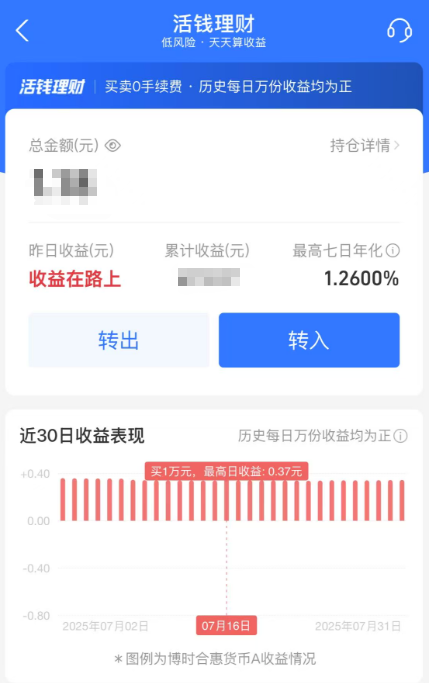 活钱理财
低风险 · 天天算收益
活钱理财 | 买卖0手续费 · 历史每日万份收益均为正
总金额(元)
持仓详情
昨日收益(元) 累计收益(元) 最高七日年化
收益在路上 1.2600%
转出 转入
近30日收益表现 历史每日万份收益均为正
买1万元，最高日收益: 0.37元
+0.40
0.00
-0.40
-0.80
2025年07月02日 07月16日 2025年07月31日
＊图例为博时合惠货币A收益情况